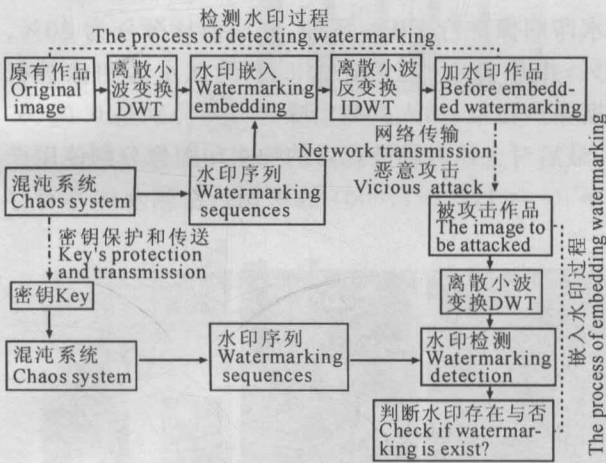 检测水印过程
The process of detecting watermarking
原有作品
Original
image
离散小
波变换
DWT
水印嵌入
Watermarking
embedding
离散小波
反变换
IDWT
加水印作品
Before embedd-
ed watermarking
网络传输
Network transmission
恶意攻击
Vicious attack
混沌系统
Chaos system
水印序列
Watermarking
sequences
被攻击作品
The image to
be attacked
密钥保护和传送
Key's protection
and transmission
离散小波
变换DWT
密钥Key
混沌系统
Chaos system
水印序列
Watermarking
sequences
水印检测
Watermarking
detection
判断水印存在与否
Check if watermar-
king is exist?
嵌入水印过程
The process of embedding watermarking